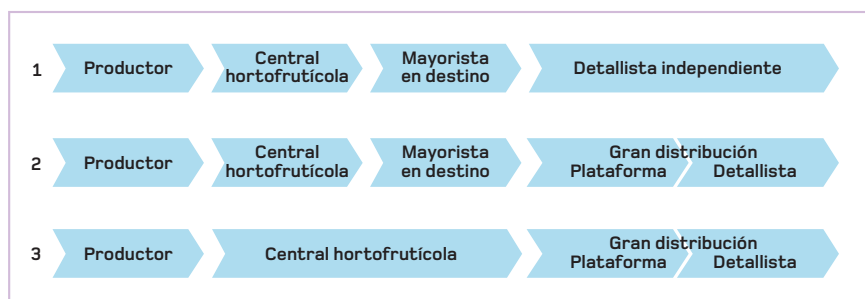 1 Productor Central hortofrutícola Mayorista en destino Detallista independiente
2 Productor Central hortofrutícola Mayorista en destino Gran distribución Plataforma Detallista
3 Productor Central hortofrutícola Gran distribución Plataforma Detallista